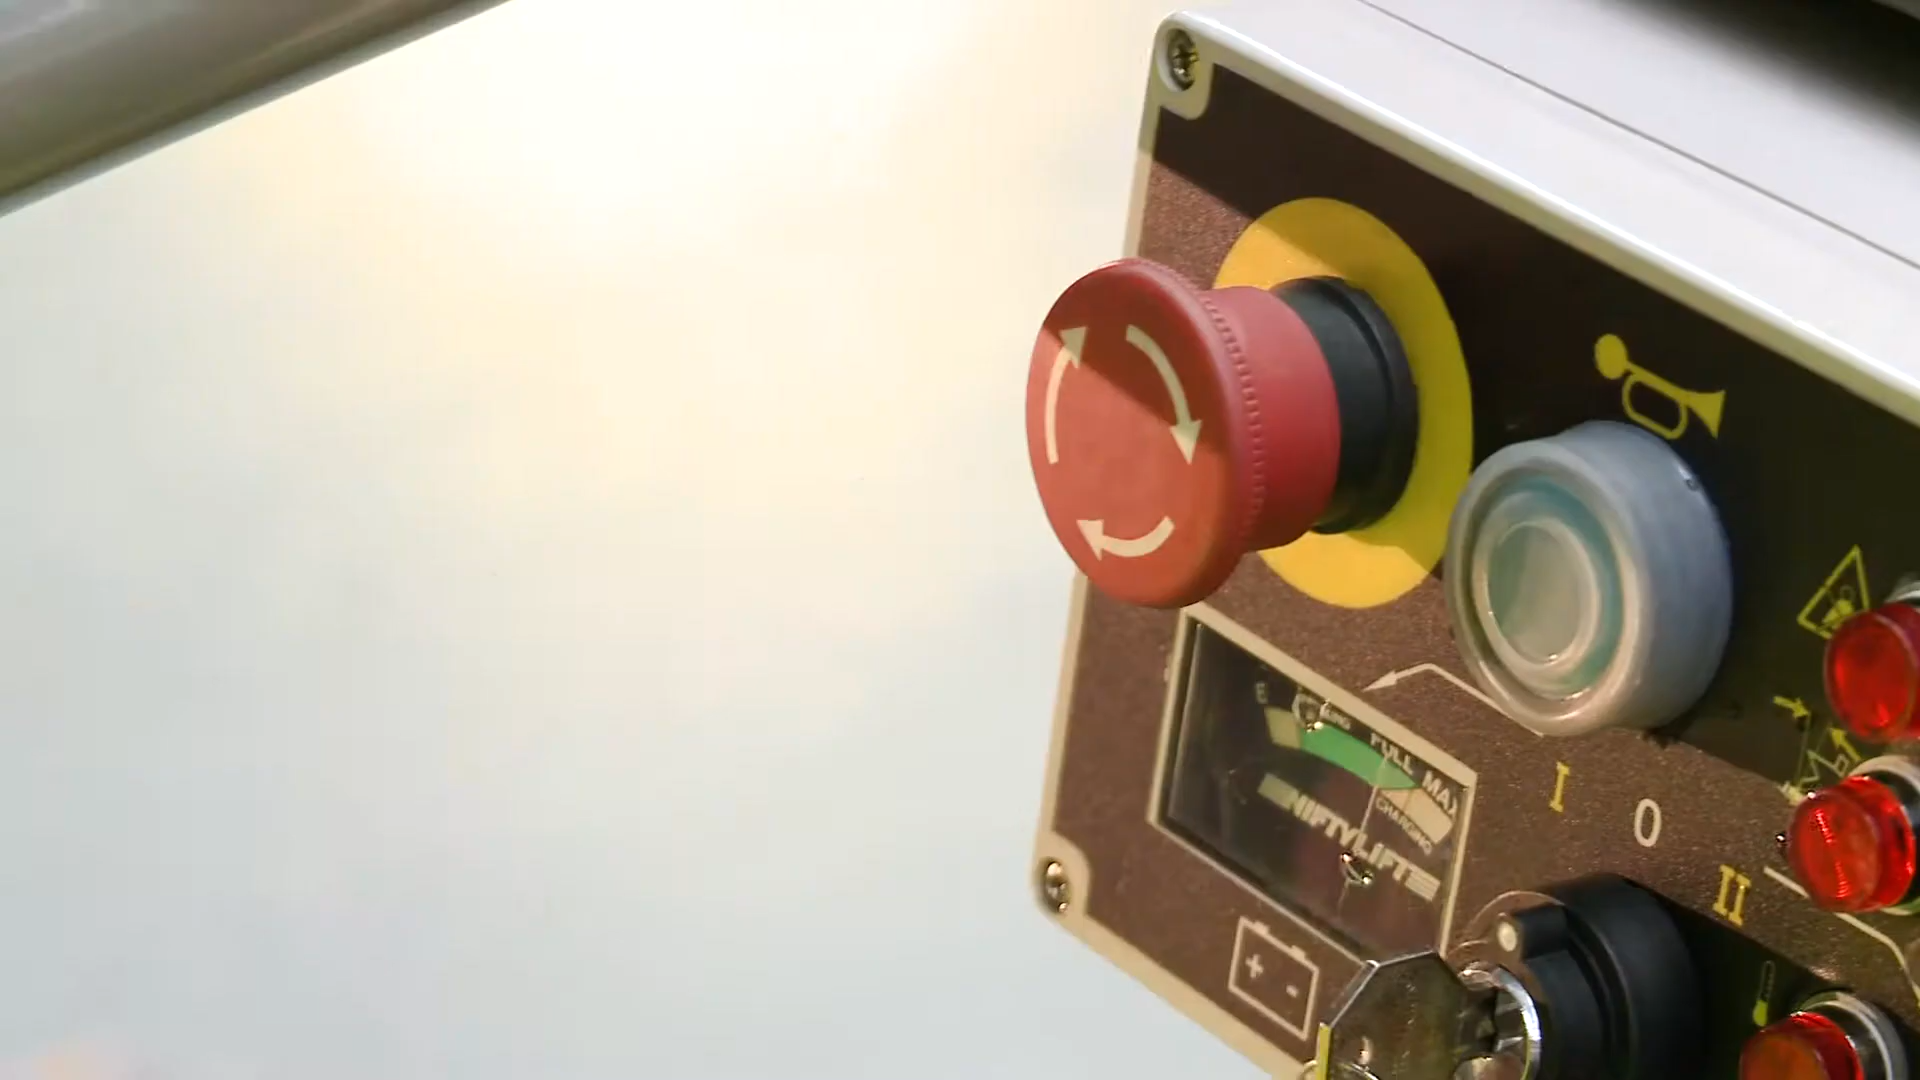 E
FULL
MAX
CHARGING
NIFTYLIFT
I
O
II
+ -